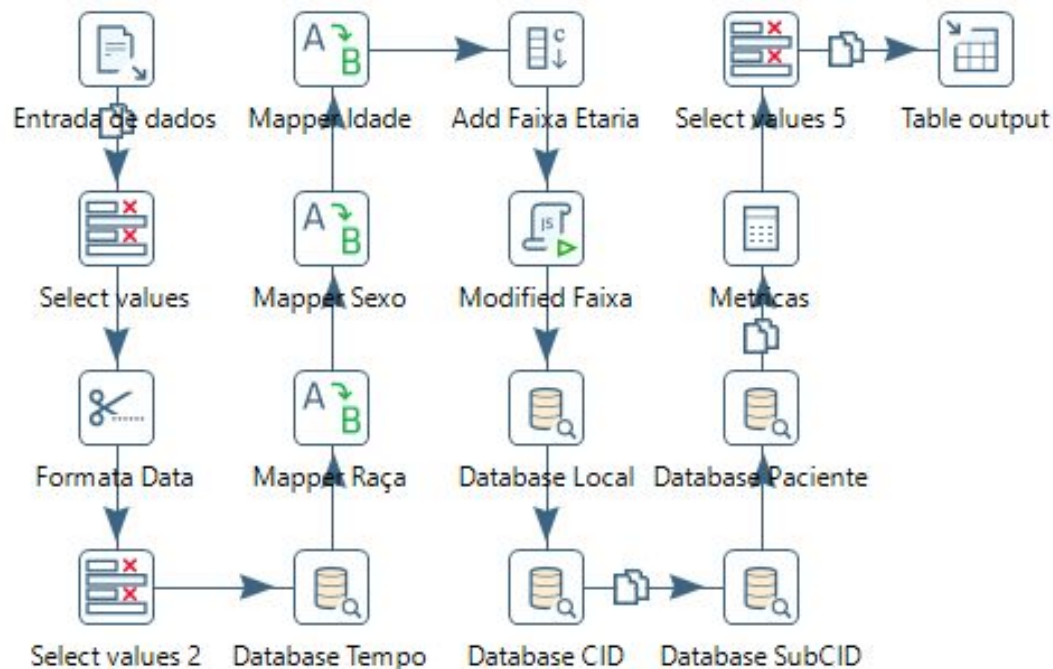 Entrada de dados
Mapper Idade
Add Faixa Etaria
Select values 5
Table output
Select values
Mapper Sexo
Modified Faixa
Metricas
Formata Data
Mapper Raça
Database Local
Database Paciente
Select values 2
Database Tempo
Database CID
Database SubCID
A
B
C
A
B
JS
A
B